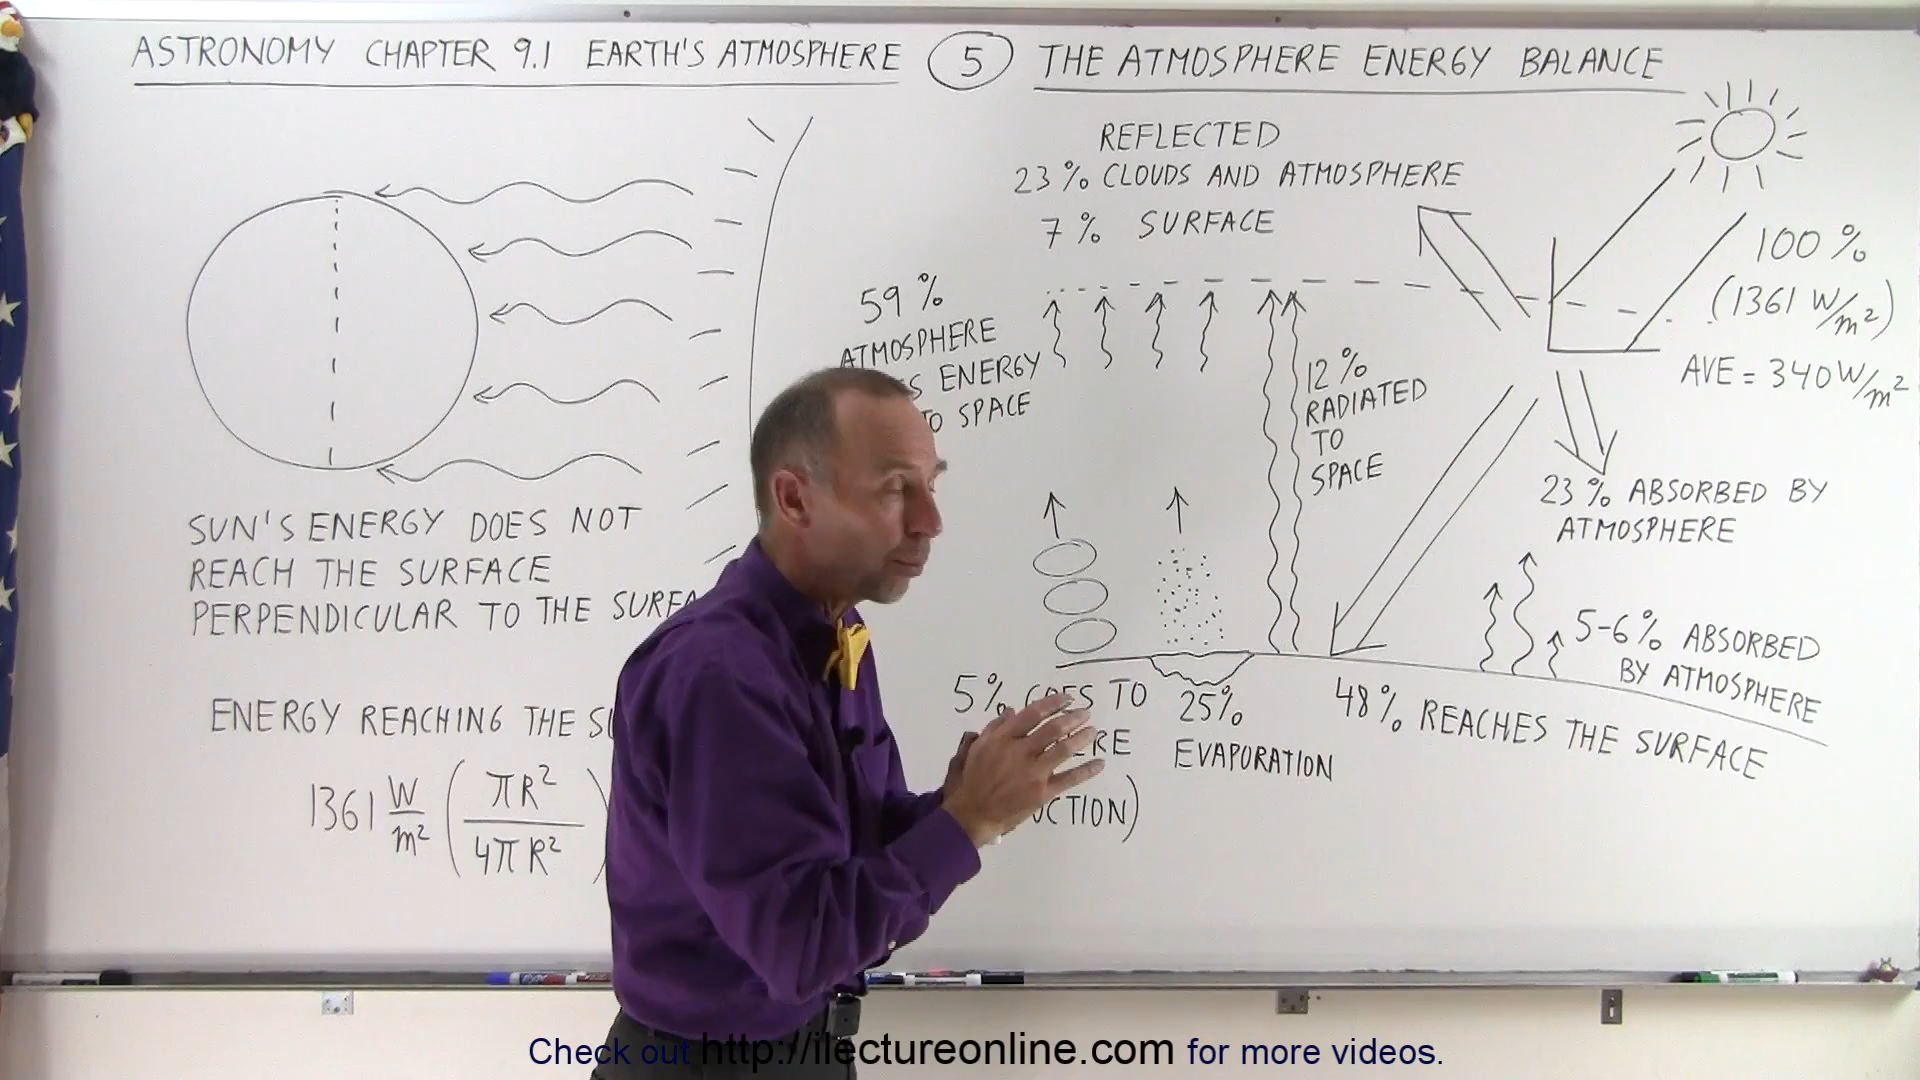 ASTRONOMY CHAPTER 9.1 EARTH'S ATMOSPHERE 5 THE ATMOSPHERE ENERGY BALANCE
SUN'S ENERGY DOES NOT
REACH THE SURFACE
PERPENDICULAR TO THE
ENERGY REACHING THE
1361 W/m² (πR²/4πR²)
REFLECTED
23% CLOUDS AND ATMOSPHERE
7% SURFACE
100%
(1361 W/m²)
AVE = 340 W/m²
59%
ATMOSPHERE
ENERGY
SPACE
12%
RADIATED
TO
SPACE
23% ABSORBED BY
ATMOSPHERE
5-6% ABSORBED
BY ATMOSPHERE
5% GOES TO
25%
EVAPORATION
48% REACHES THE SURFACE
Check out http://ilectureonline.com for more videos.